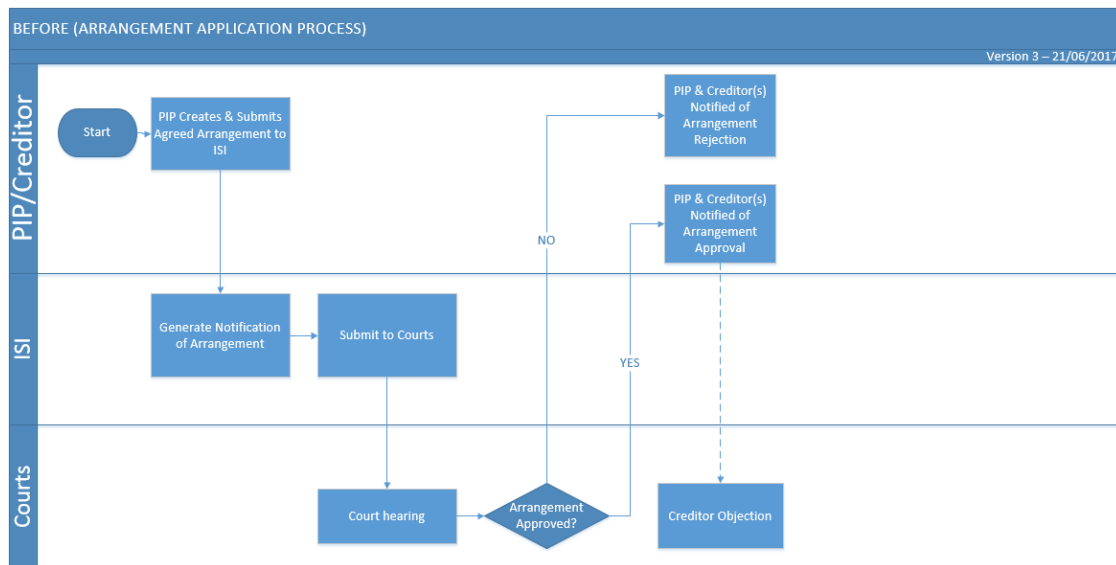 BEFORE (ARRANGEMENT APPLICATION PROCESS)
Version 3 – 21/06/2017
PIP/Creditor
Start
PIP Creates & Submits
Agreed Arrangement to
ISI
PIP & Creditor(s)
Notified of
Arrangement
Rejection
PIP & Creditor(s)
Notified of
Arrangement
Approval
NO
ISI
Generate Notification
of Arrangement
Submit to Courts
YES
Courts
Court hearing
Arrangement
Approved?
Creditor Objection